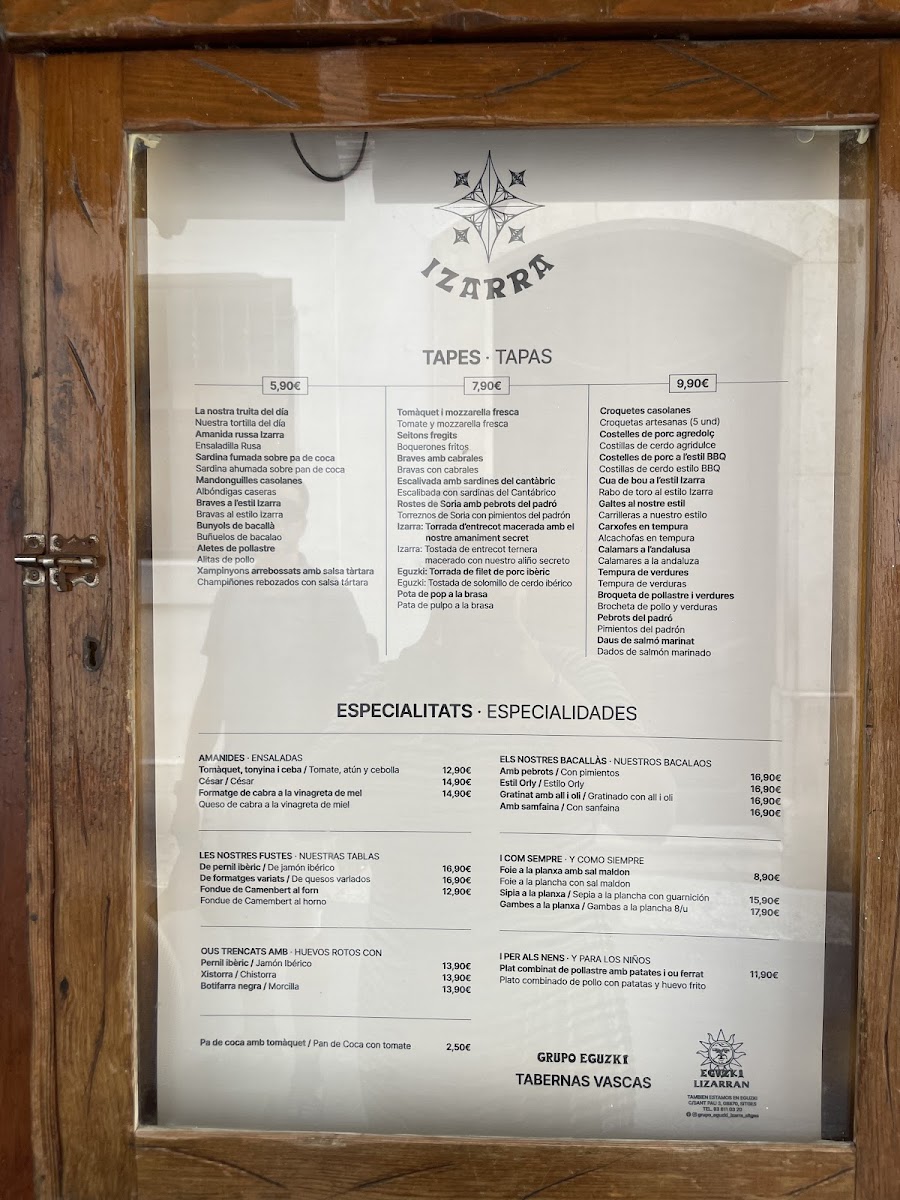 IZARRA
TAPES · TAPAS
5,90€
La nostra truita del día
Nuestra tortilla del día
Amanida russa Izarra
Ensaladilla Rusa
Sardina fumada sobre pa de coca
Sardina ahumada sobre pan de coca
Mandonguilles casolanes
Albóndigas caseras
Braves a l'estil Izarra
Bravas al estilo Izarra
Bunyols de bacallà
Buñuelos de bacalao
Aletes de pollastre
Alitas de pollo
Xampinyons arrebossats amb salsa tàrtara
Champiñones rebozados con salsa tártara
7,90€
Tomàquet i mozzarella fresca
Tomate y mozzarella fresca
Seitons fregits
Boquerones fritos
Braves amb cabrales
Bravas con cabrales
Escalivada amb sardines del cantàbric
Escalibada con sardinas del Cantábrico
Rostes de Soria amb pebrots del padró
Torreznos de Soria con pimientos del padrón
Izarra: Torrada d'entrecot macerada amb el
nostre amaniment secret
Izarra: Tostada de entrecot ternera
macerado con nuestro aliño secreto
Eguzki: Torrada de filet de porc ibèric
Eguzki: Tostada de solomillo de cerdo ibérico
Pota de pop a la brasa
Pata de pulpo a la brasa
9,90€
Croquetes casolanes
Croquetas artesanas (5 und)
Costelles de porc agredolç
Costillas de cerdo agridulce
Costelles de porc a l'estil BBQ
Costillas de cerdo estilo BBQ
Cua de bou a l'estil Izarra
Rabo de toro al estilo Izarra
Galtes al nostre estil
Carrilleras a nuestro estilo
Carxofes en tempura
Alcachofas en tempura
Calamars a l'andalusa
Calamares a la andaluza
Tempura de verdures
Tempura de verduras
Broqueta de pollastre i verdures
Brocheta de pollo y verduras
Pebrots del padró
Pimientos del padrón
Daus de salmó marinat
Dados de salmón marinado
ESPECIALITATS · ESPECIALIDADES
AMANIDES · ENSALADAS
Tomàquet, tonyina i ceba / Tomate, atún y cebolla 12,90€
César / César 14,90€
Formatge de cabra a la vinagreta de mel 14,90€
Queso de cabra a la vinagreta de miel
LES NOSTRES FUSTES · NUESTRAS TABLAS
De pernil ibèric / De jamón ibérico 16,90€
De formatges variats / De quesos variados 16,90€
Fondue de Camenbert al forn 12,90€
Fondue de Camembert al horno
OUS TRENCATS AMB · HUEVOS ROTOS CON
Pernil ibèric / Jamón Ibérico 13,90€
Xistorra / Chistorra 13,90€
Botifarra negra / Morcilla 13,90€
Pa de coca amb tomàquet / Pan de Coca con tomate 2,50€
ELS NOSTRES BACALLÀS · NUESTROS BACALAOS
Amb pebrots / Con pimientos 16,90€
Estil Orly / Estilo Orly 16,90€
Gratinat amb all i oli / Gratinado con all i oli 16,90€
Amb samfaina / Con sanfaina 16,90€
I COM SEMPRE · Y COMO SIEMPRE
Foie a la planxa amb sal maldon 8,90€
Foie a la plancha con sal maldon
Sipia a la planxa / Sepia a la plancha con guarnición 15,90€
Gambes a la planxa / Gambas a la plancha 8/u 17,90€
I PER ALS NENS · Y PARA LOS NIÑOS
Plat combinat de pollastre amb patates i ou ferrat 11,90€
Plato combinado de pollo con patatas y huevo frito
GRUPO EGUZKI
TABERNAS VASCAS
EGUZKI
LIZARRAN
TAMBIEN ESTAMOS EN EGUZKI
C/SANT PAU 3, 08870, SITGES
TEL. 93 811 03 20
@grupo_eguzki_izarra_sitges